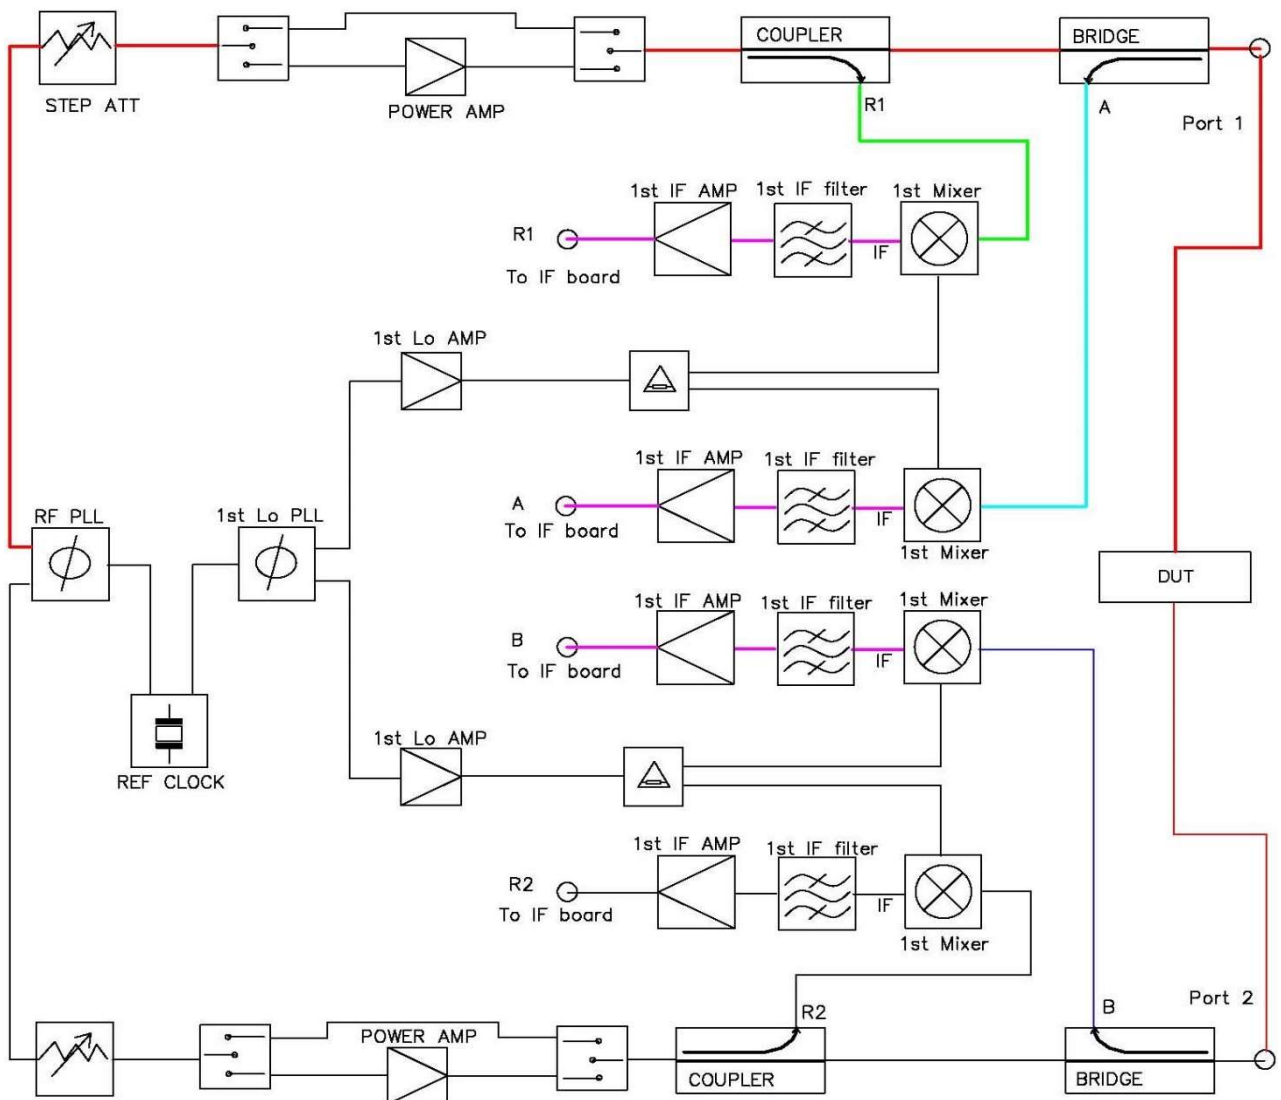 COUPLER
BRIDGE
STEP ATT
POWER AMP
R1
A
Port 1
1st IF AMP
1st IF filter
1st Mixer
R1
To IF board
IF
1st Lo AMP
1st IF AMP
1st IF filter
A
To IF board
IF
1st Mixer
RF PLL
1st Lo PLL
DUT
1st IF AMP
1st IF filter
1st Mixer
B
To IF board
IF
REF CLOCK
1st Lo AMP
1st IF AMP
1st IF filter
R2
To IF board
IF
1st Mixer
R2
B
Port 2
POWER AMP
COUPLER
BRIDGE